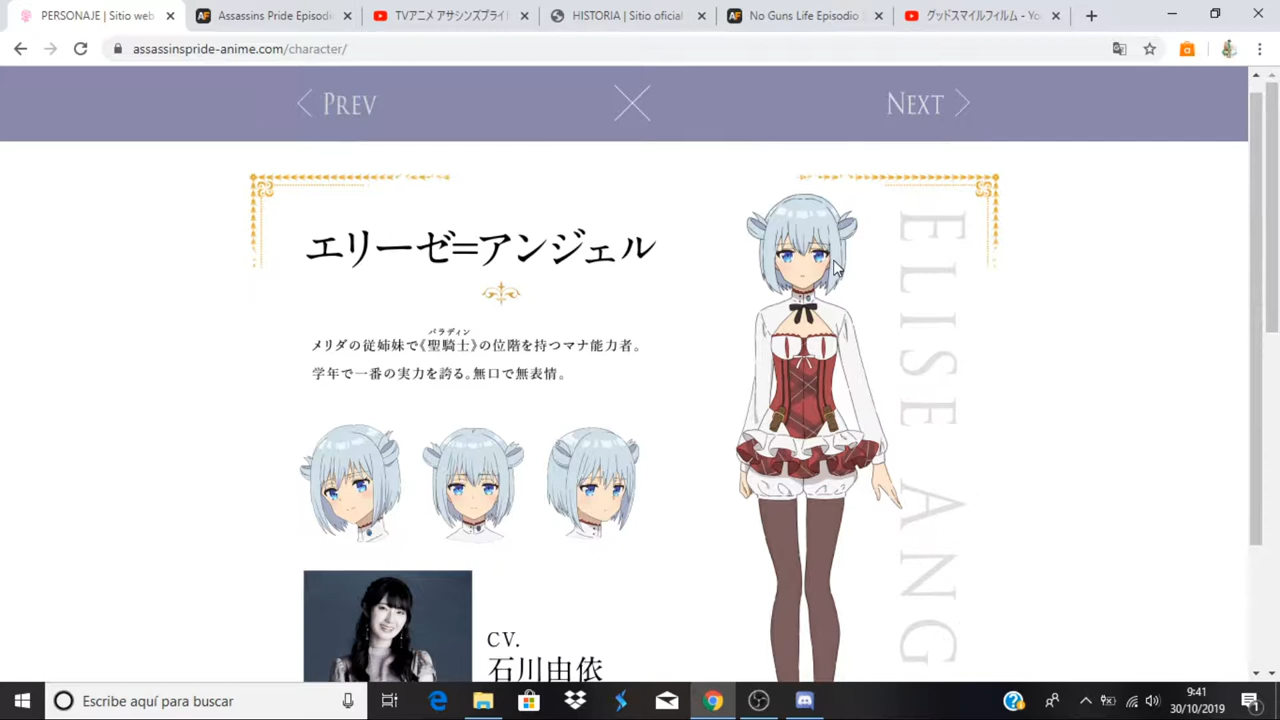 PERSONAJE | Sitio web
Assassins Pride Episodio
TVアニメ アサシンズプライド
HISTORIA | Sitio oficial
No Guns Life Episodio
グッドスマイルフィルム - Yo
assassinspride-anime.com/character/
PREV
NEXT
エリーゼ=アンジェル
パラディン
メリダの従姉妹で《聖騎士》の位階を持つマナ能力者。
学年で一番の実力を誇る。無口で無表情。
ELISE ANG
CV.
石川由依
Escribe aquí para buscar
9:41
30/10/2019
1